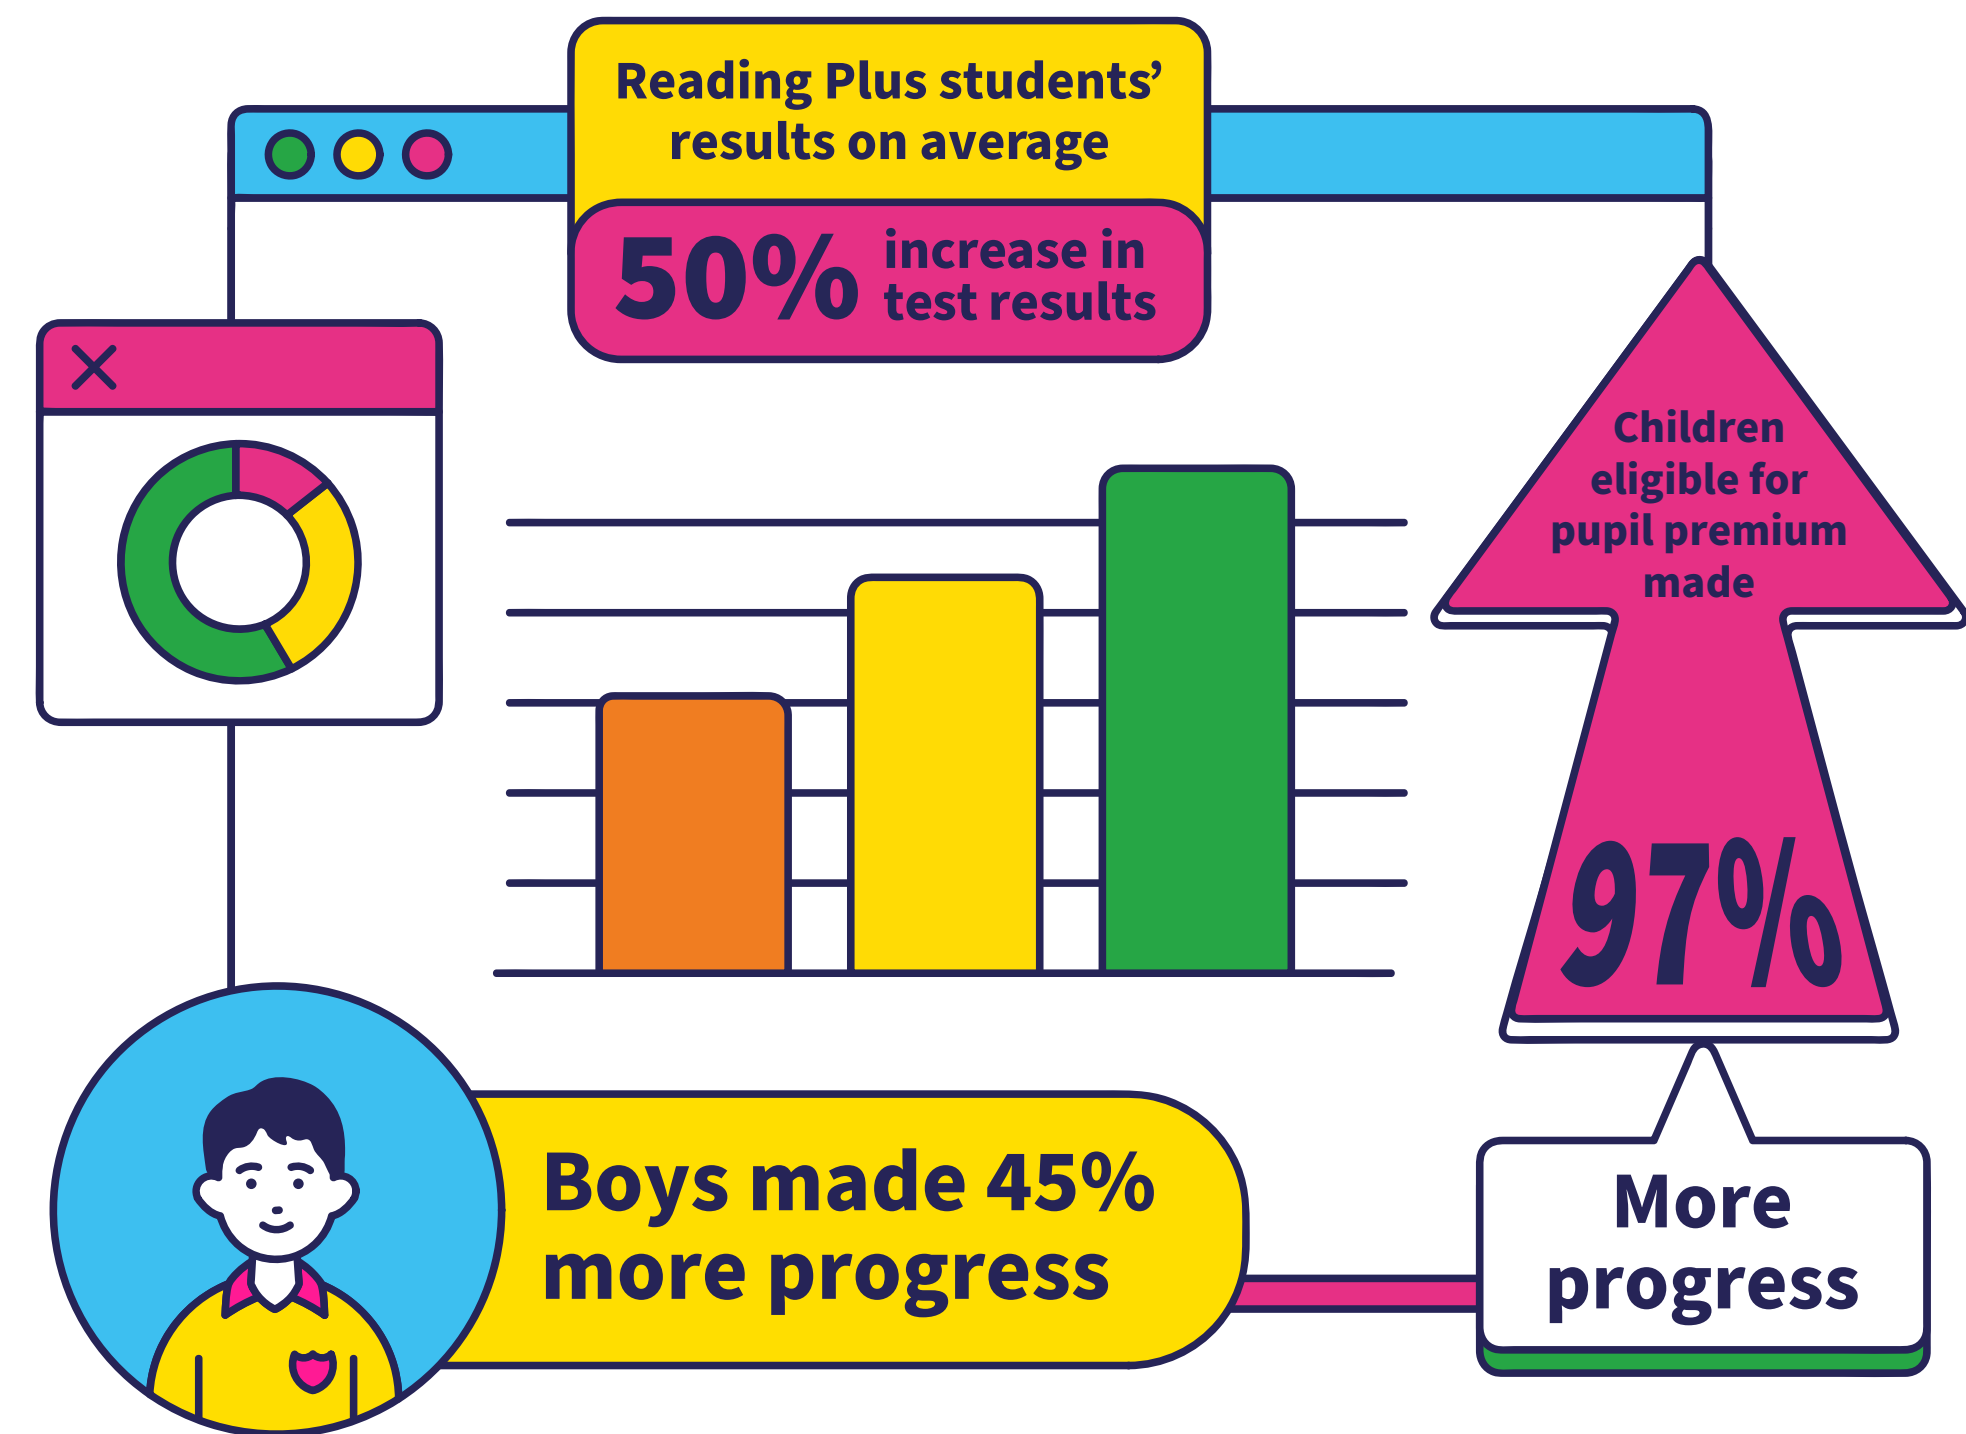 Reading Plus students’
results on average
50% increase in
test results
Children
eligible for
pupil premium
made
97%
More
progress
Boys made 45%
more progress